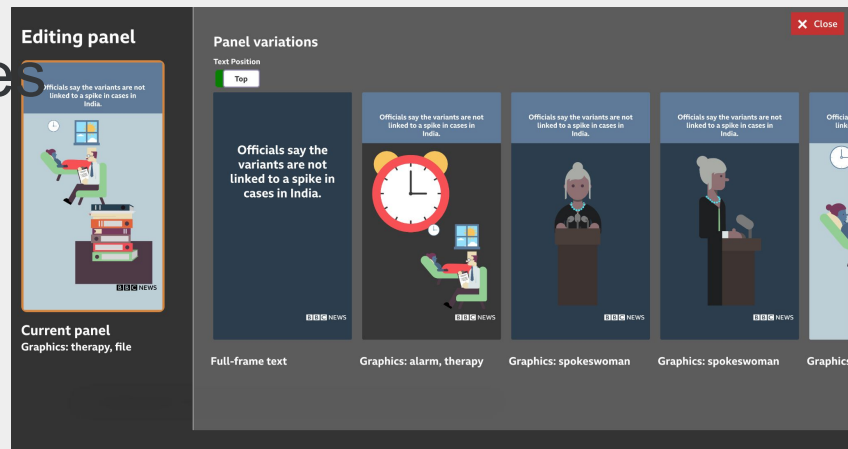 es
Editing panel
Officials say the variants are not
linked to a spike in cases in
India.
BBC NEWS
Current panel
Graphics: therapy, file
Close
Panel variations
Text Position
Top
Officials say the
variants are not
linked to a spike in
cases in India.
BBC NEWS
Full-frame text
Officials say the variants are not
linked to a spike in cases in
India.
BBC NEWS
Graphics: alarm, therapy
Officials say the variants are not
linked to a spike in cases in
India.
BBC NEWS
Graphics: spokeswoman
Officials say the variants are not
linked to a spike in cases in
India.
BBC NEWS
Graphics: spokeswoman
Officia
link
Graphics